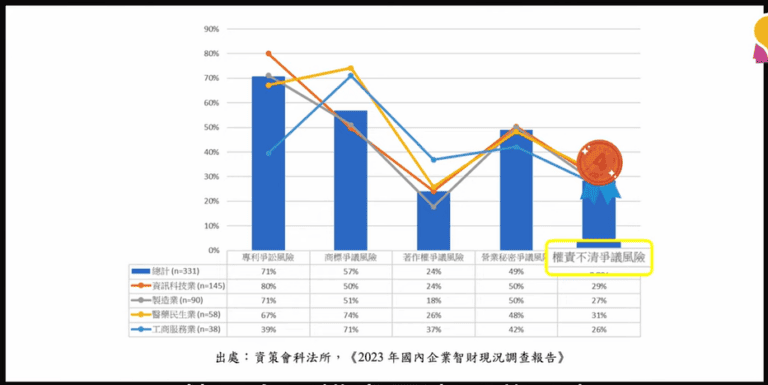 90%
80%
70%
60%
50%
40%
30%
20%
10%
0%
4
專利爭訟風險 商標爭議風險 著作權爭議風險 營業秘密爭議風險 權責不清爭議風險
總計 (n=331) 71% 57% 24% 49%
資訊科技業 (n=145) 80% 50% 24% 50% 29%
製造業 (n=90) 71% 51% 18% 50% 27%
醫藥民生業 (n=58) 67% 74% 26% 48% 31%
工商服務業 (n=38) 39% 71% 37% 42% 26%
出處：資策會科法所，《2023 年國內企業智財現況調查報告》